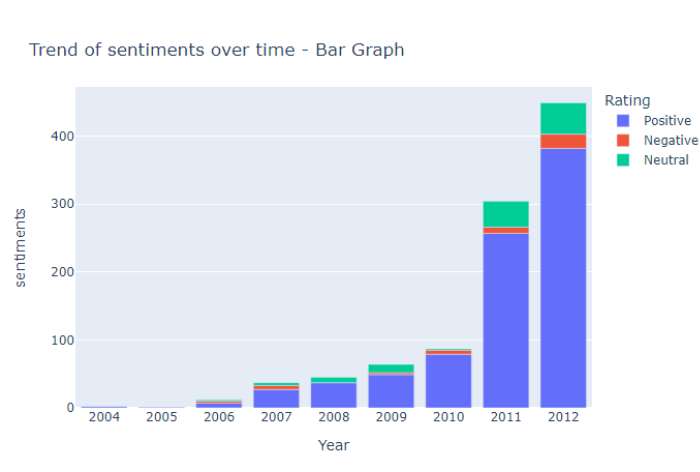 Trend of sentiments over time - Bar Graph
Rating
Positive
Negative
Neutral
400
300
200
100
0
sentiments
2004 2005 2006 2007 2008 2009 2010 2011 2012
Year